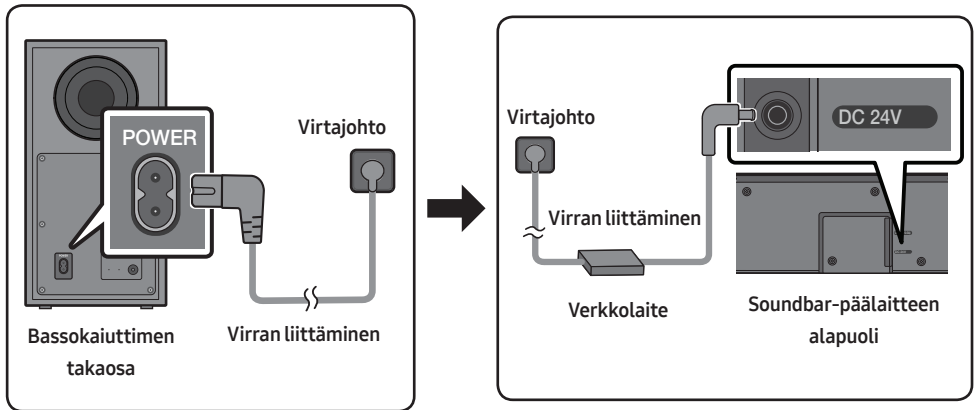 POWER
Virtajohto
Bassokaiuttimen
takaosa
Virran liittäminen
DC 24V
Virtajohto
Virran liittäminen
Verkkolaite
Soundbar-päälaitteen
alapuoli